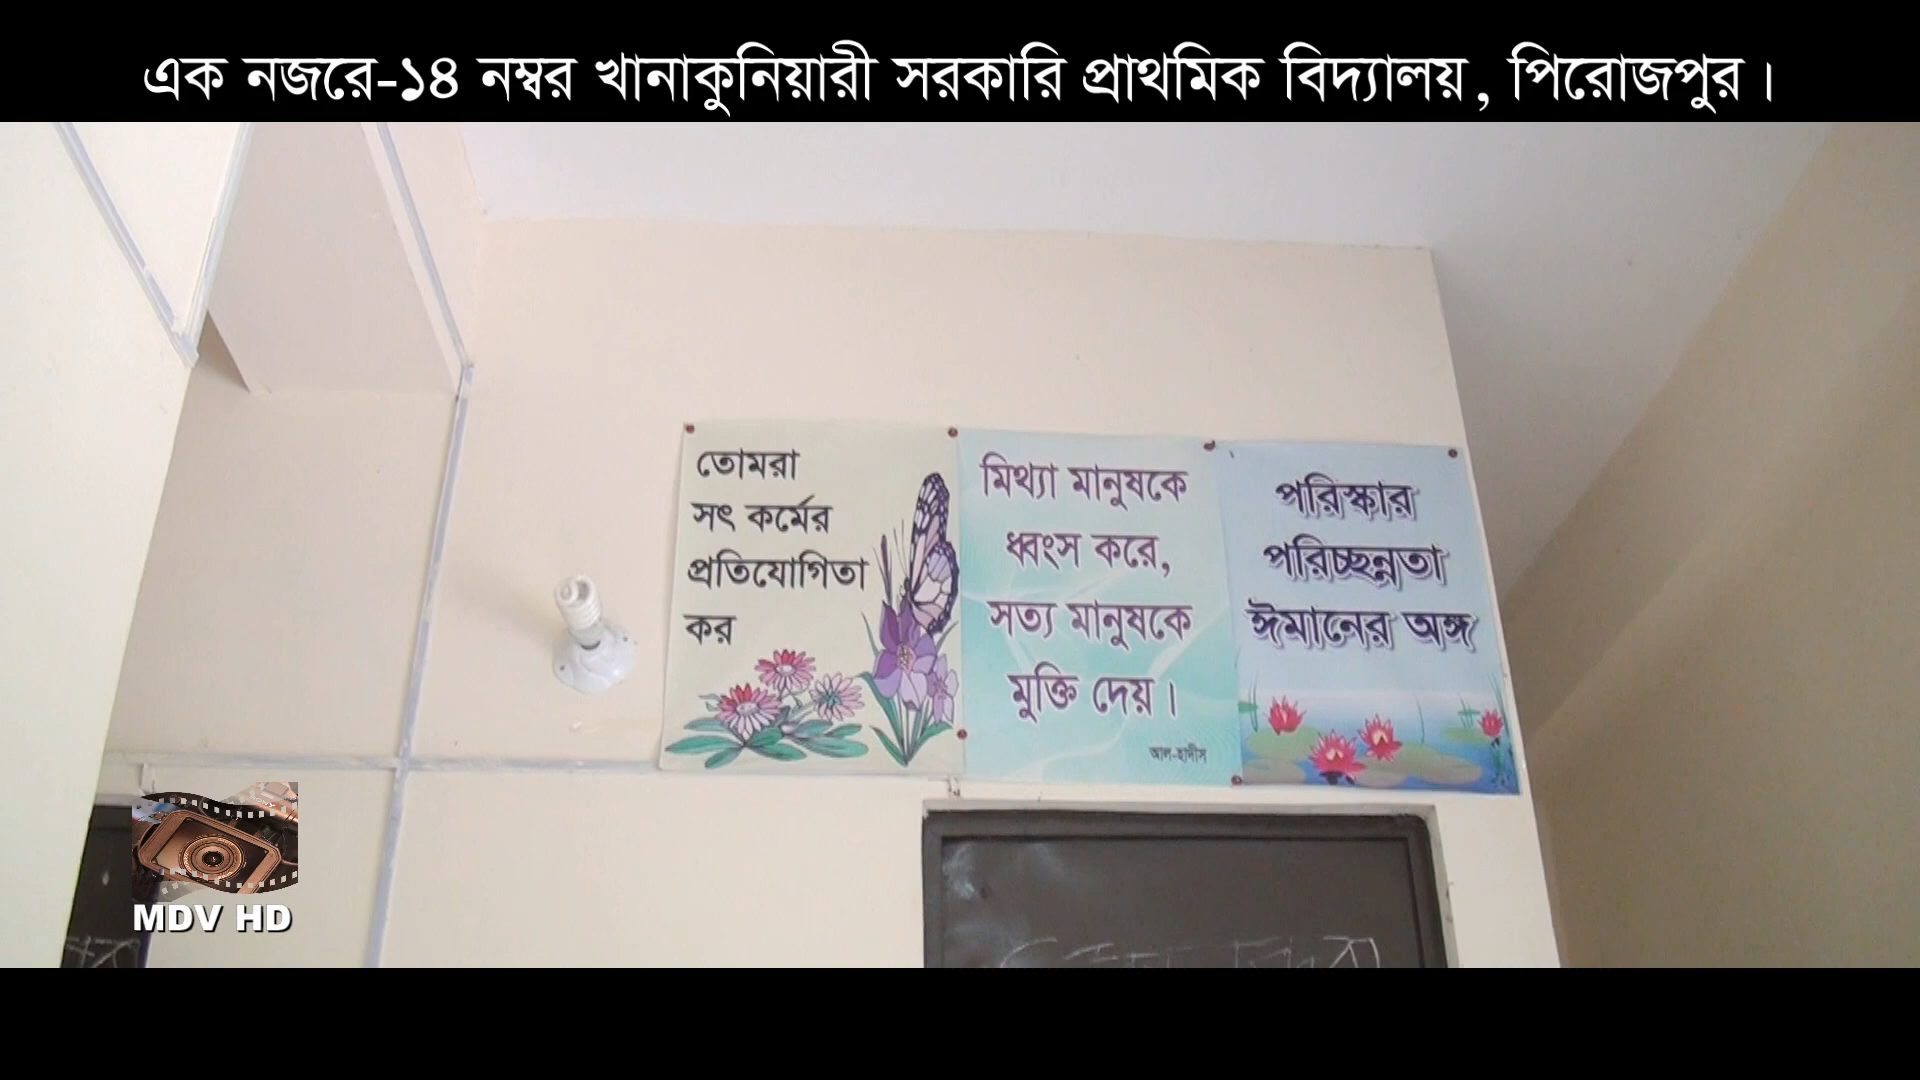 এক নজরে-১৪ নম্বর খানাকুনিয়ারী সরকারি প্রাথমিক বিদ্যালয়, পিরোজপুর।
তোমরা
সৎ কর্মের
প্রতিযোগিতা
কর
মিথ্যা মানুষকে
ধ্বংস করে,
সত্য মানুষকে
মুক্তি দেয়।
আল-হাদীস
পরিস্কার
পরিচ্ছন্নতা
ঈমানের অঙ্গ
MDV HD